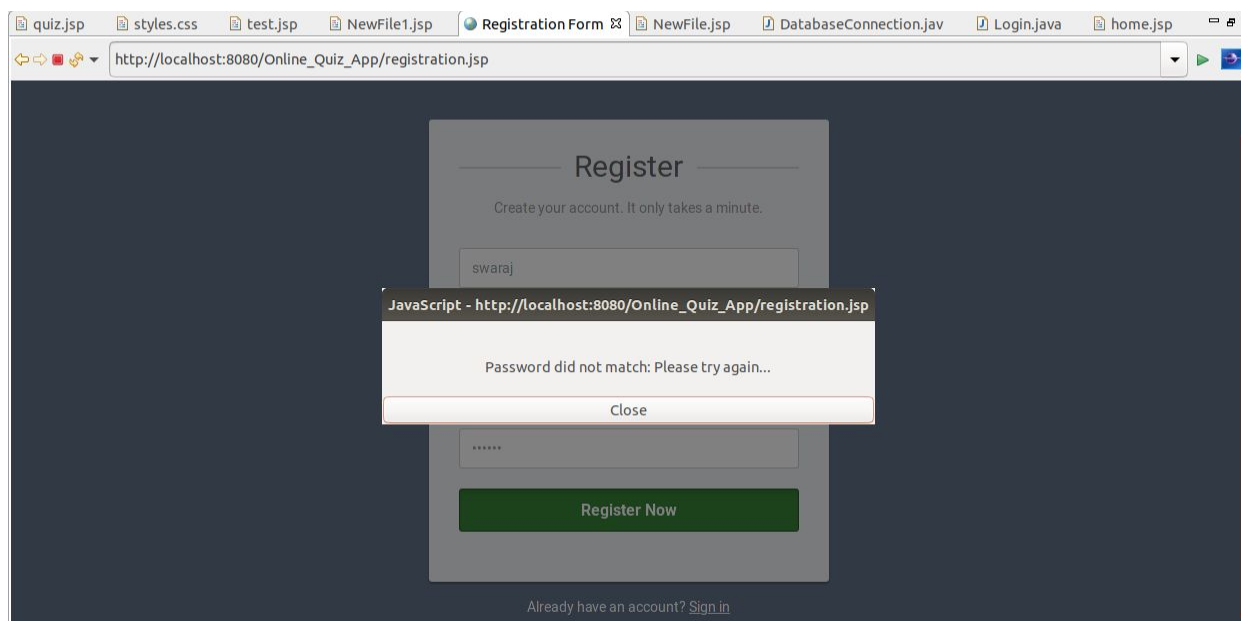 quiz.jsp styles.css test.jsp NewFile1.jsp Registration Form NewFile.jsp DatabaseConnection.jav Login.java home.jsp
http://localhost:8080/Online_Quiz_App/registration.jsp
Register
Create your account. It only takes a minute.
swaraj
JavaScript - http://localhost:8080/Online_Quiz_App/registration.jsp
Password did not match: Please try again...
Close
Register Now
Already have an account? Sign in